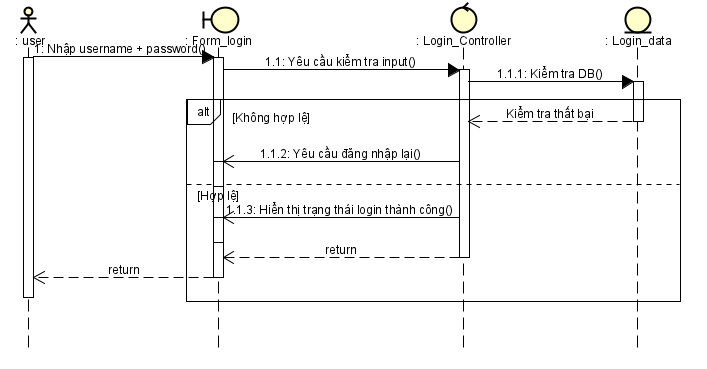 : user
: Form_login
: Login_Controller
: Login_data
1: Nhập username + password()
1.1: Yêu cầu kiểm tra input()
1.1.1: Kiểm tra DB()
alt
[Không hợp lệ]
Kiểm tra thất bại
1.1.2: Yêu cầu đăng nhập lại()
[Hợp lệ]
1.1.3: Hiển thị trạng thái login thành công()
return
return